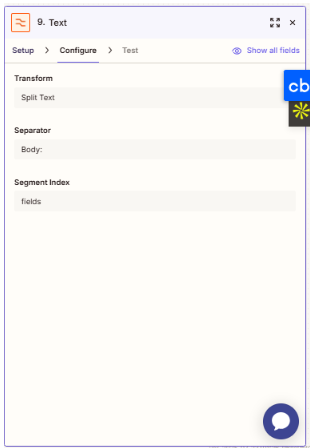 9. Text
Setup > Configure > Test
Show all fields
Transform
Split Text
Separator
Body:
Segment Index
fields
cb